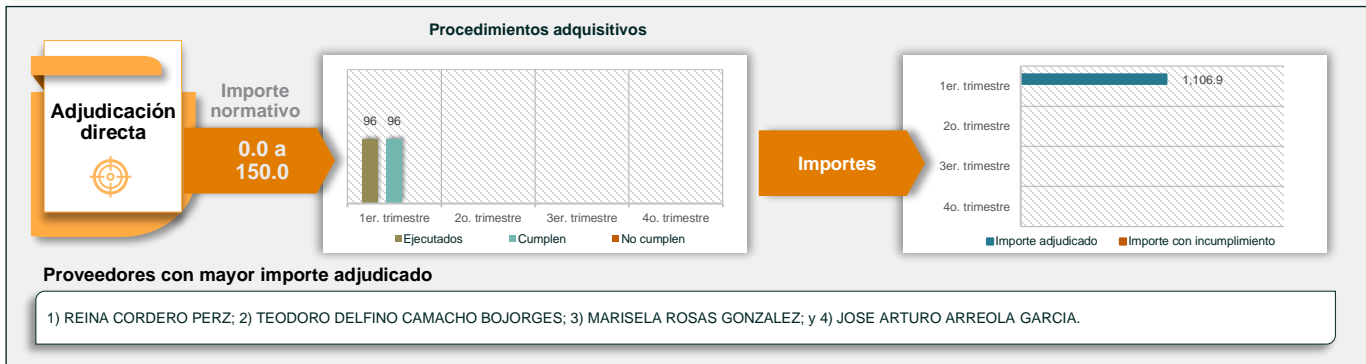 Procedimientos adquisitivos
Adjudicación
directa
Importe
normativo
0.0 a
150.0
96 96
1er. trimestre 2o. trimestre 3er. trimestre 4o. trimestre
Ejecutados Cumplen No cumplen
Importes
1er. trimestre 1,106.9
2o. trimestre
3er. trimestre
4o. trimestre
Importe adjudicado Importe con incumplimiento
Proveedores con mayor importe adjudicado
1) REINA CORDERO PERZ; 2) TEODORO DELFINO CAMACHO BOJORGES; 3) MARISELA ROSAS GONZALEZ; y 4) JOSE ARTURO ARREOLA GARCIA.